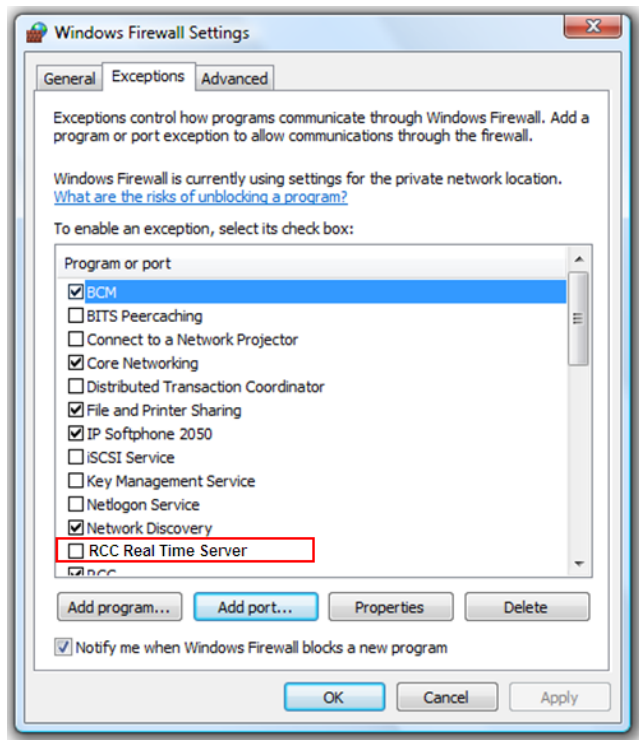 Windows Firewall Settings
General Exceptions Advanced
Exceptions control how programs communicate through Windows Firewall. Add a
program or port exception to allow communications through the firewall.
Windows Firewall is currently using settings for the private network location.
What are the risks of unblocking a program?
To enable an exception, select its check box:
Program or port
BCM
BITS Peercaching
Connect to a Network Projector
Core Networking
Distributed Transaction Coordinator
File and Printer Sharing
IP Softphone 2050
iSCSI Service
Key Management Service
Netlogon Service
Network Discovery
RCC Real Time Server
RCC
Add program... Add port... Properties Delete
Notify me when Windows Firewall blocks a new program
OK Cancel Apply